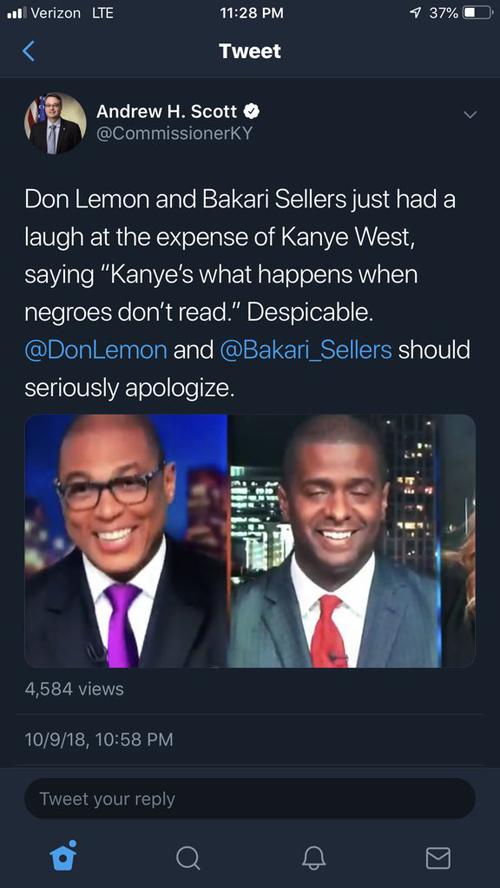 Verizon LTE 11:28 PM 37%
Tweet
Andrew H. Scott
@CommissionerKY
Don Lemon and Bakari Sellers just had a
laugh at the expense of Kanye West,
saying “Kanye’s what happens when
negroes don’t read.” Despicable.
@DonLemon and @Bakari_Sellers should
seriously apologize.
4,584 views
10/9/18, 10:58 PM
Tweet your reply